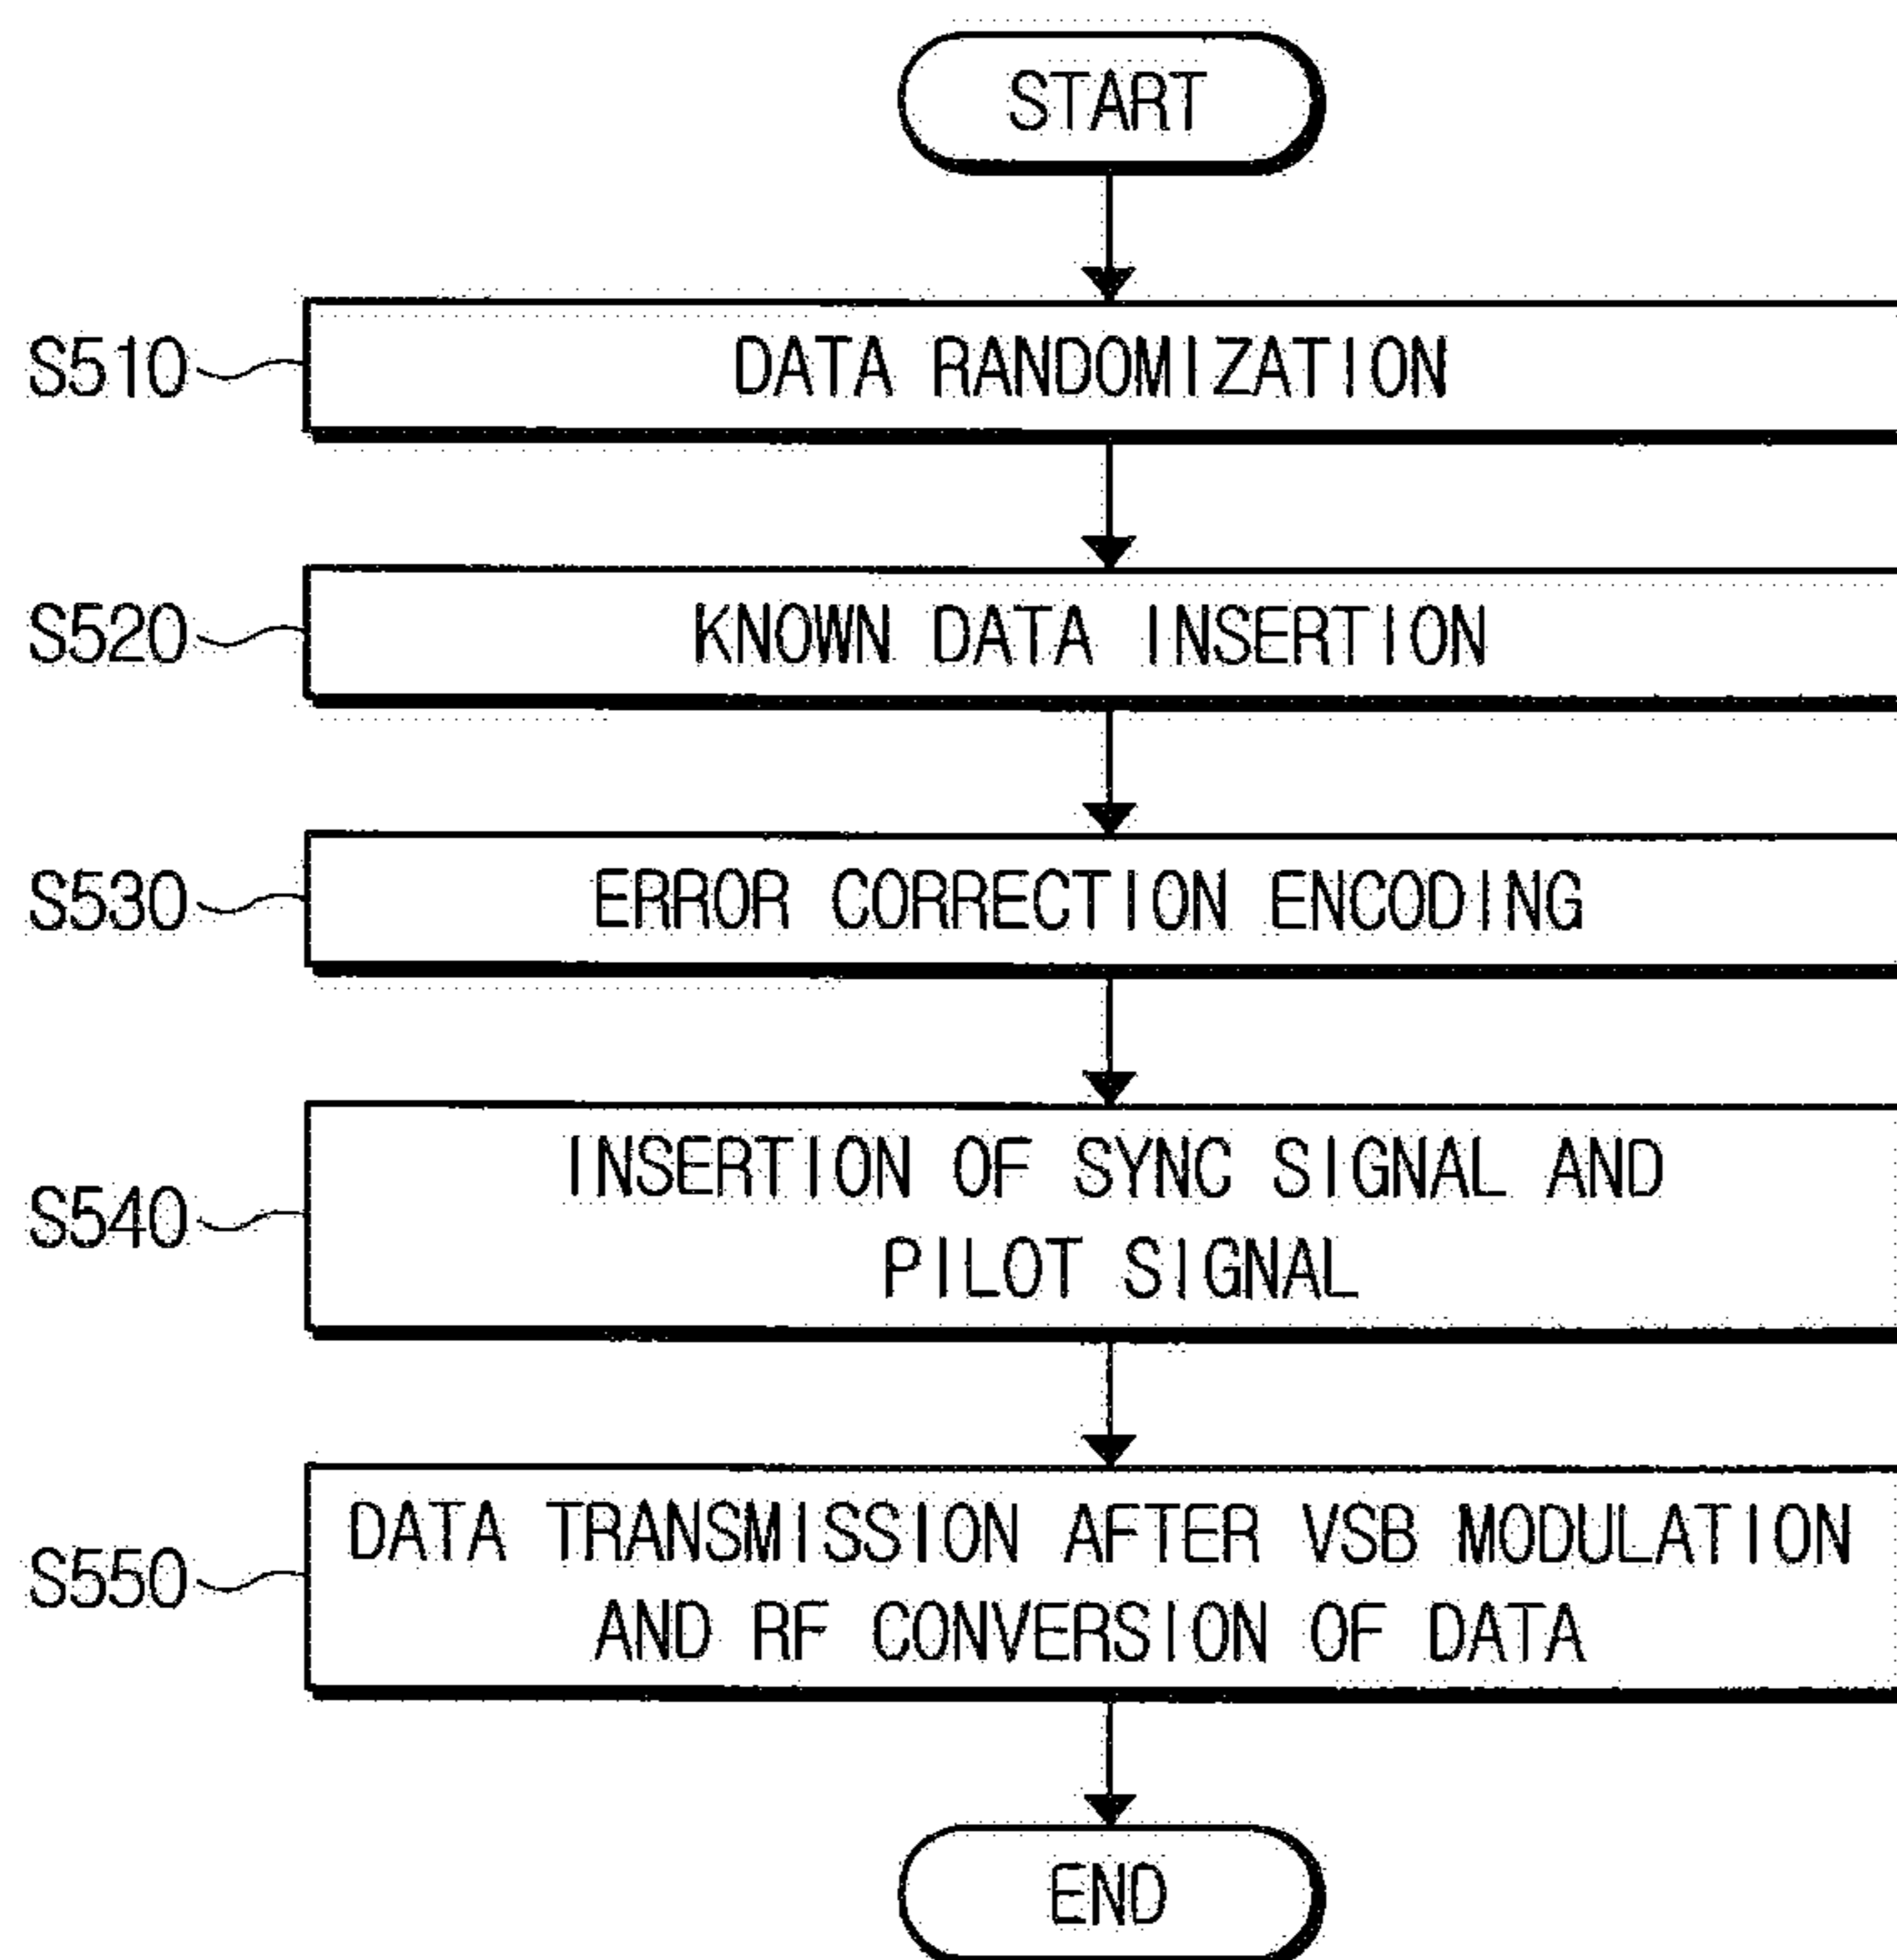 START
S510
DATA RANDOMIZATION
S520
KNOWN DATA INSERTION
S530
ERROR CORRECTION ENCODING
S540
INSERTION OF SYNC SIGNAL AND
PILOT SIGNAL
S550
DATA TRANSMISSION AFTER VSB MODULATION
AND RF CONVERSION OF DATA
END